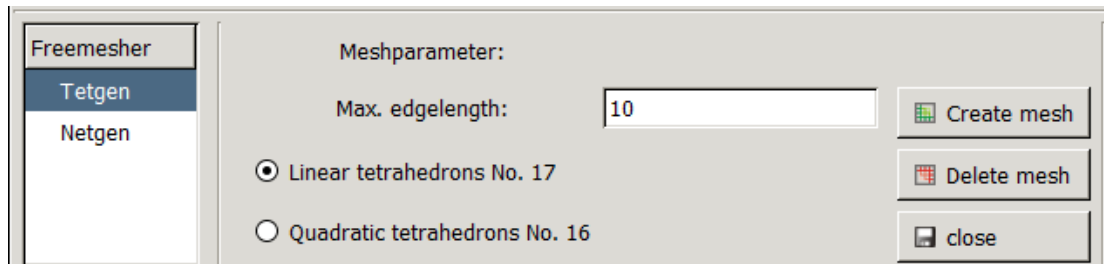 Freemesher
Tetgen
Netgen
Meshparameter:
Max. edgelength:
10
Linear tetrahedrons No. 17
Quadratic tetrahedrons No. 16
Create mesh
Delete mesh
close